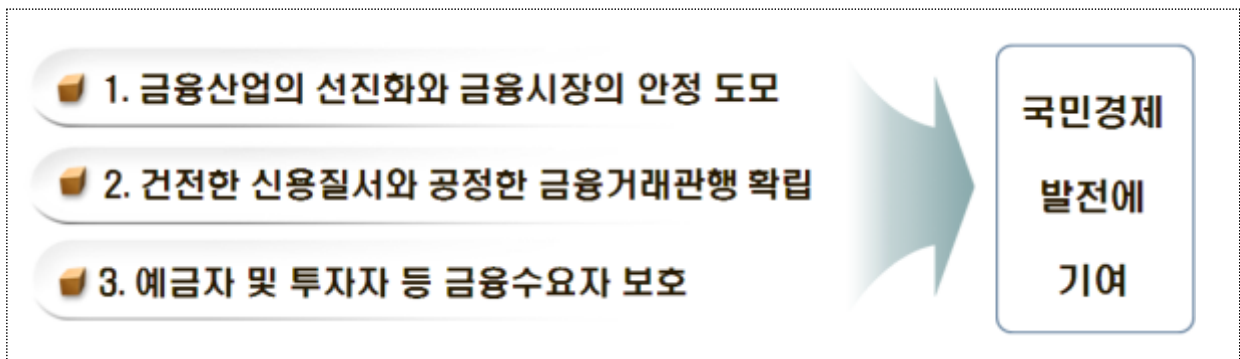 1. 금융산업의 선진화와 금융시장의 안정 도모
2. 건전한 신용질서와 공정한 금융거래관행 확립
3. 예금자 및 투자자 등 금융수요자 보호
국민경제
발전에
기여